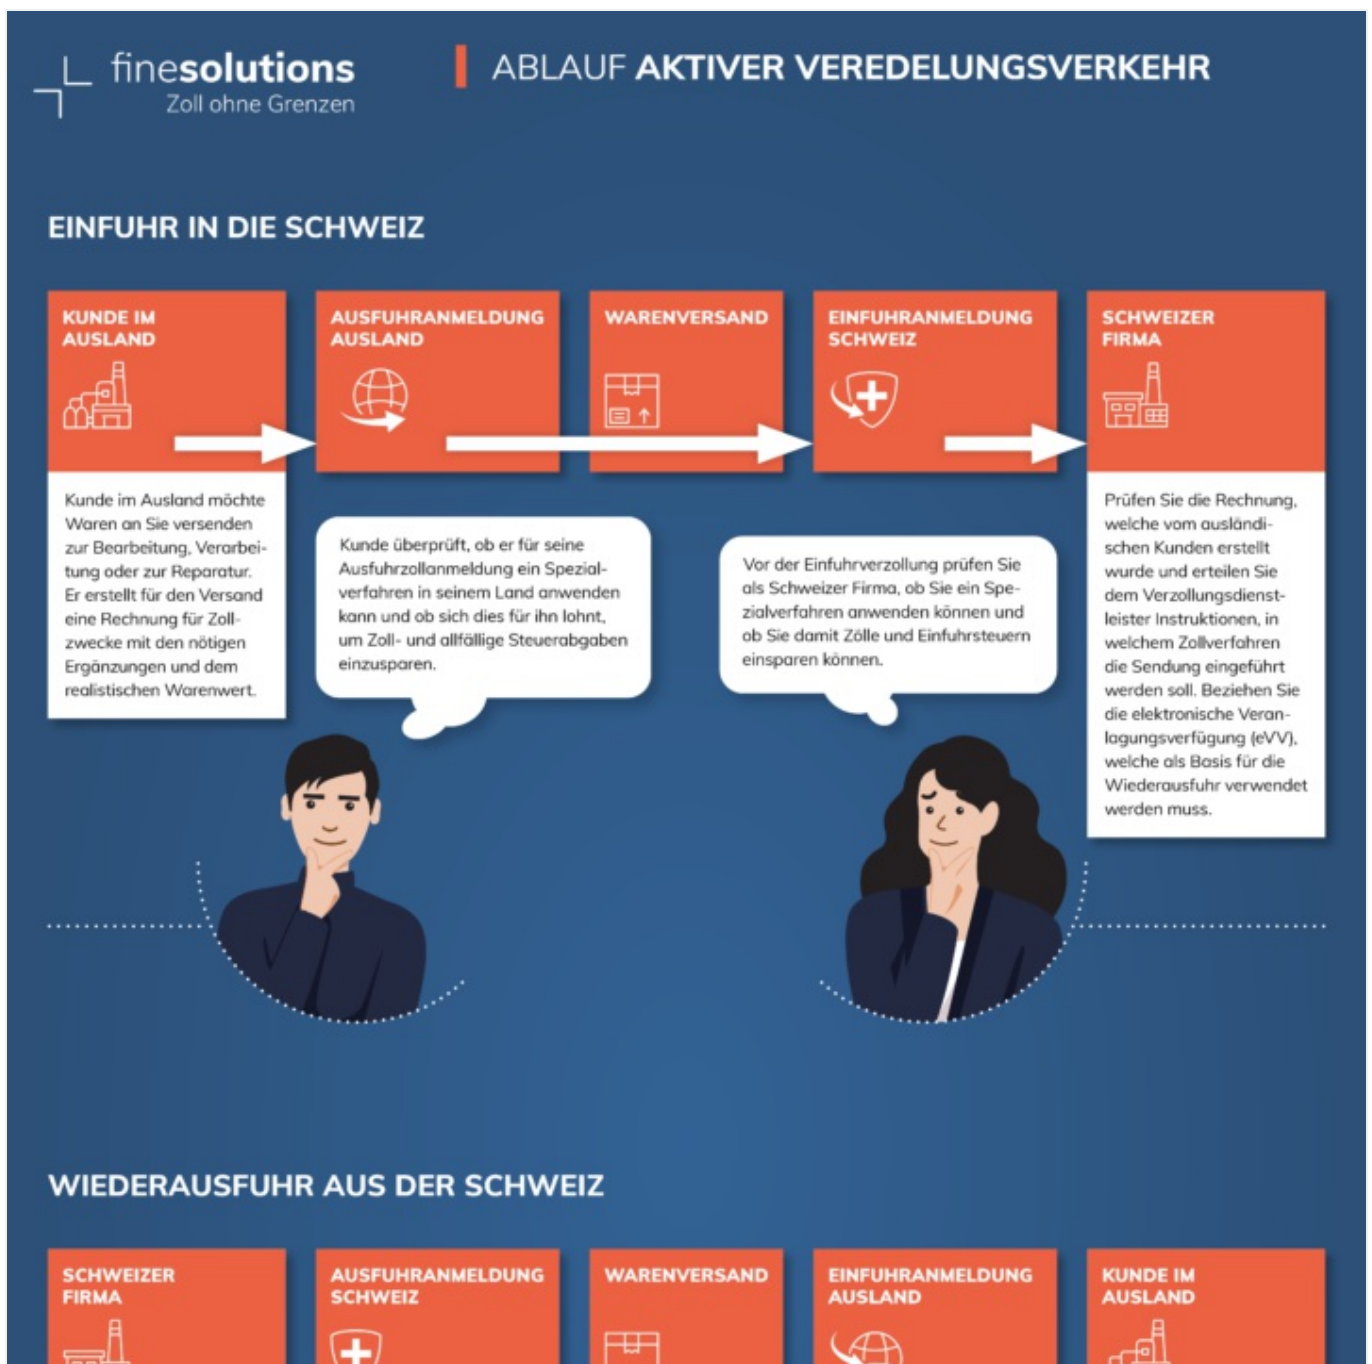 finesolutions
Zoll ohne Grenzen
ABLAUF AKTIVER VEREDELUNGSVERKEHR
EINFUHR IN DIE SCHWEIZ
KUNDE IM
AUSLAND
AUSFUHRANMELDUNG
AUSLAND
WARENVERSAND
EINFUHRANMELDUNG
SCHWEIZ
SCHWEIZER
FIRMA
Kunde im Ausland möchte
Waren an Sie versenden
zur Bearbeitung, Verarbei-
tung oder zur Reparatur.
Er erstellt für den Versand
eine Rechnung für Zoll-
zwecke mit den nötigen
Ergänzungen und dem
realistischen Warenwert.
Kunde überprüft, ob er für seine
Ausfuhrzollanmeldung ein Spezial-
verfahren in seinem Land anwenden
kann und ob sich dies für ihn lohnt,
um Zoll- und allfällige Steuerabgaben
einzusparen.
Vor der Einfuhrverzollung prüfen Sie
als Schweizer Firma, ob Sie ein Spe-
zialverfahren anwenden können und
ob Sie damit Zölle und Einfuhrsteuern
einsparen können.
Prüfen Sie die Rechnung,
welche vom ausländi-
schen Kunden erstellt
wurde und erteilen Sie
dem Verzollungsdienst-
leister Instruktionen, in
welchem Zollverfahren
die Sendung eingeführt
werden soll. Beziehen Sie
die elektronische Veran-
lagungsverfügung (eVV),
welche als Basis für die
Wiederausfuhr verwendet
werden muss.
WIEDERAUSFUHR AUS DER SCHWEIZ
SCHWEIZER
FIRMA
AUSFUHRANMELDUNG
SCHWEIZ
WARENVERSAND
EINFUHRANMELDUNG
AUSLAND
KUNDE IM
AUSLAND